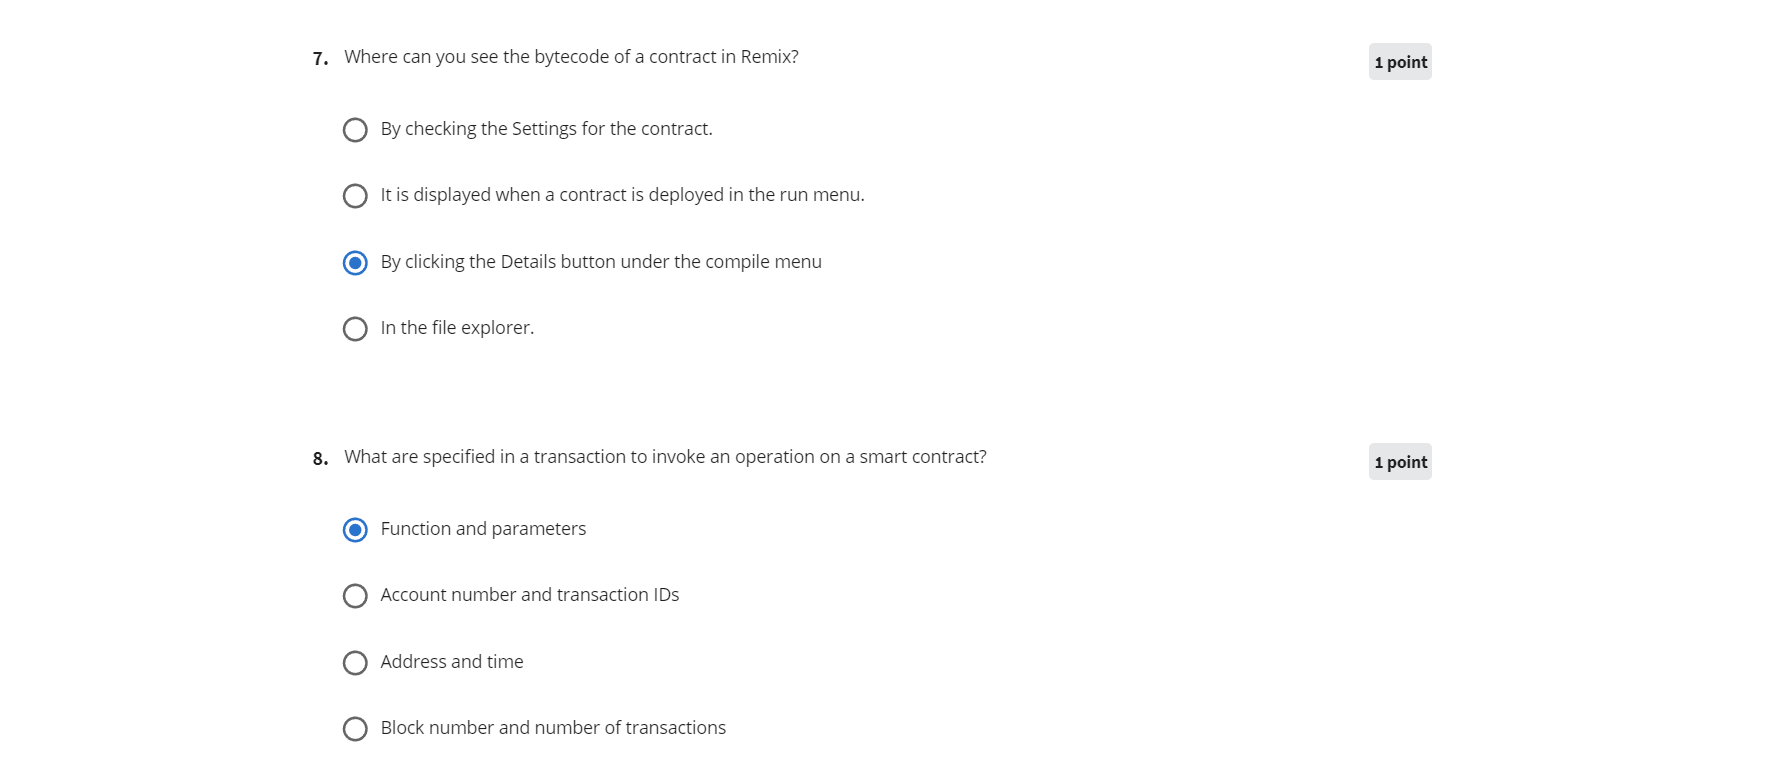 7. Where can you see the bytecode of a contract in Remix?
1 point
By checking the Settings for the contract.
It is displayed when a contract is deployed in the run menu.
By clicking the Details button under the compile menu
In the file explorer.
8. What are specified in a transaction to invoke an operation on a smart contract?
1 point
Function and parameters
Account number and transaction IDs
Address and time
Block number and number of transactions